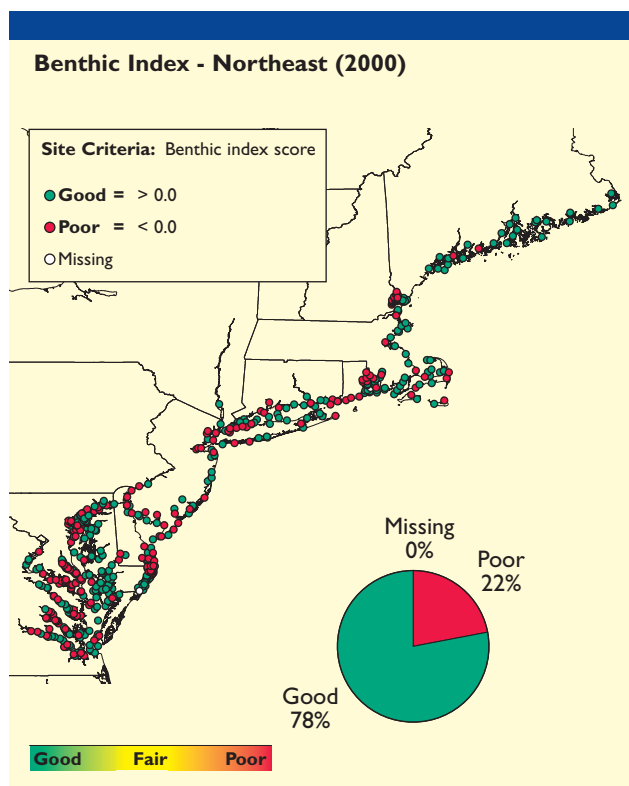 Benthic Index - Northeast (2000)
Site Criteria: Benthic index score
Good = > 0.0
Poor = < 0.0
Missing
Missing
0%
Poor
22%
Good
78%
Good Fair Poor